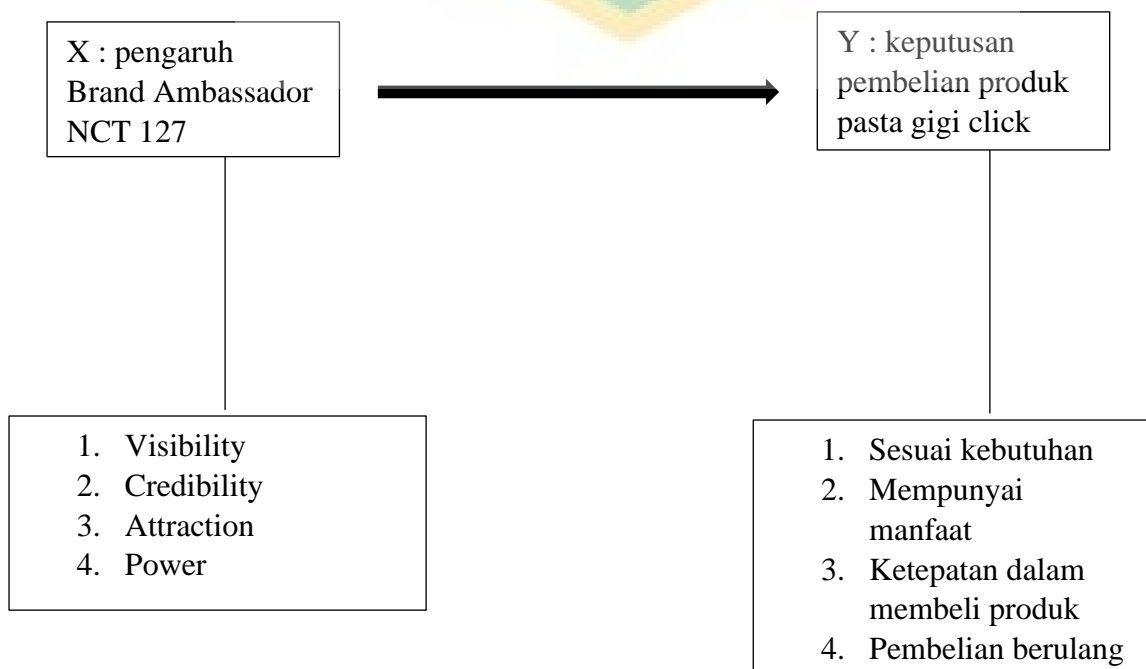 X : pengaruh
Brand Ambassador
NCT 127
Y : keputusan
pembelian produk
pasta gigi click
1. Visibility
2. Credibility
3. Attraction
4. Power
1. Sesuai kebutuhan
2. Mempunyai
manfaat
3. Ketepatan dalam
membeli produk
4. Pembelian berulang